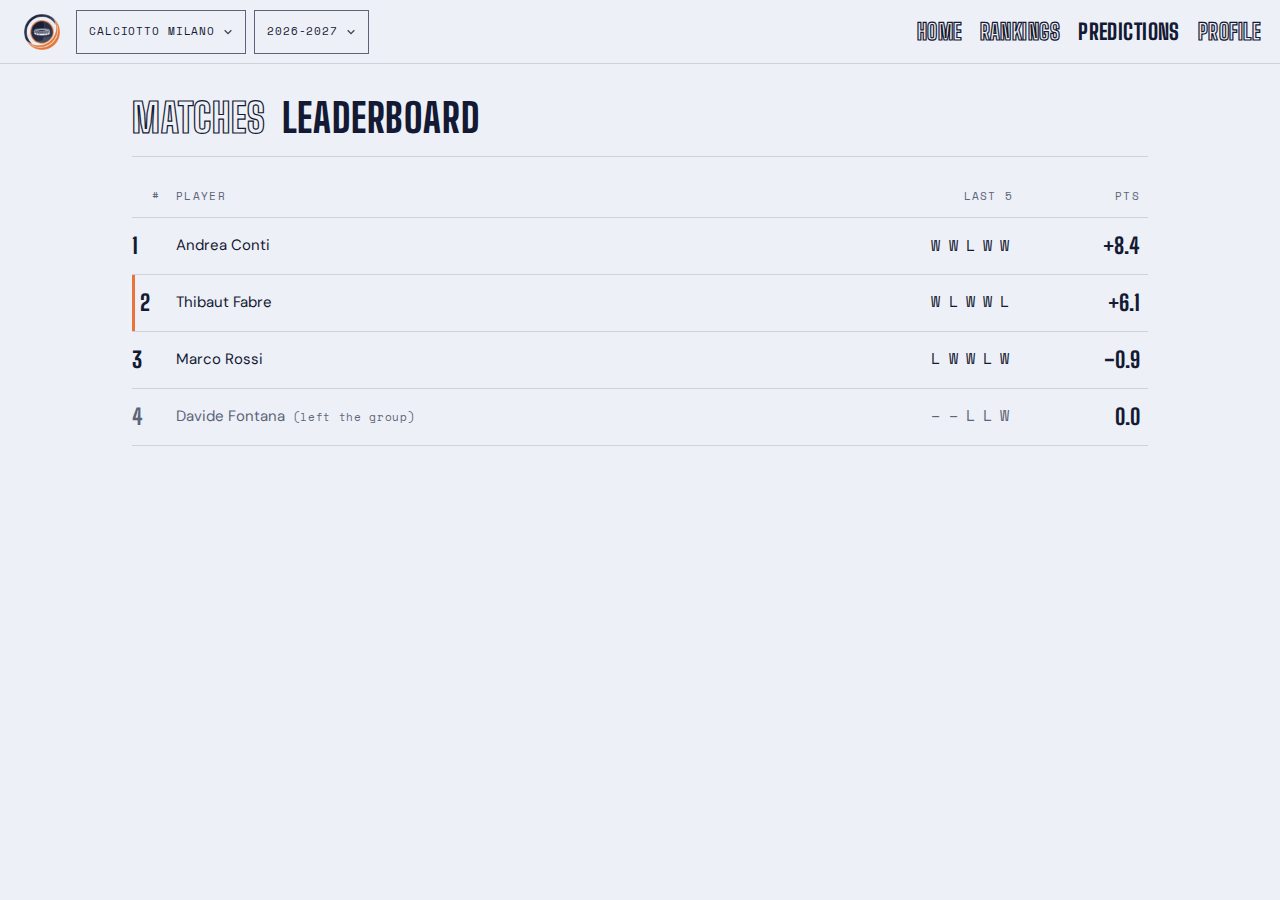 CALCIOTTO MILANO 2026-2027 HOME RANKINGS PREDICTIONS PROFILE
MATCHES LEADERBOARD
# PLAYER LAST 5 PTS
1 Andrea Conti W W L W W +8.4
2 Thibaut Fabre W L W W L +6.1
3 Marco Rossi L W W L W −0.9
4 Davide Fontana (left the group) – – L L W 0.0